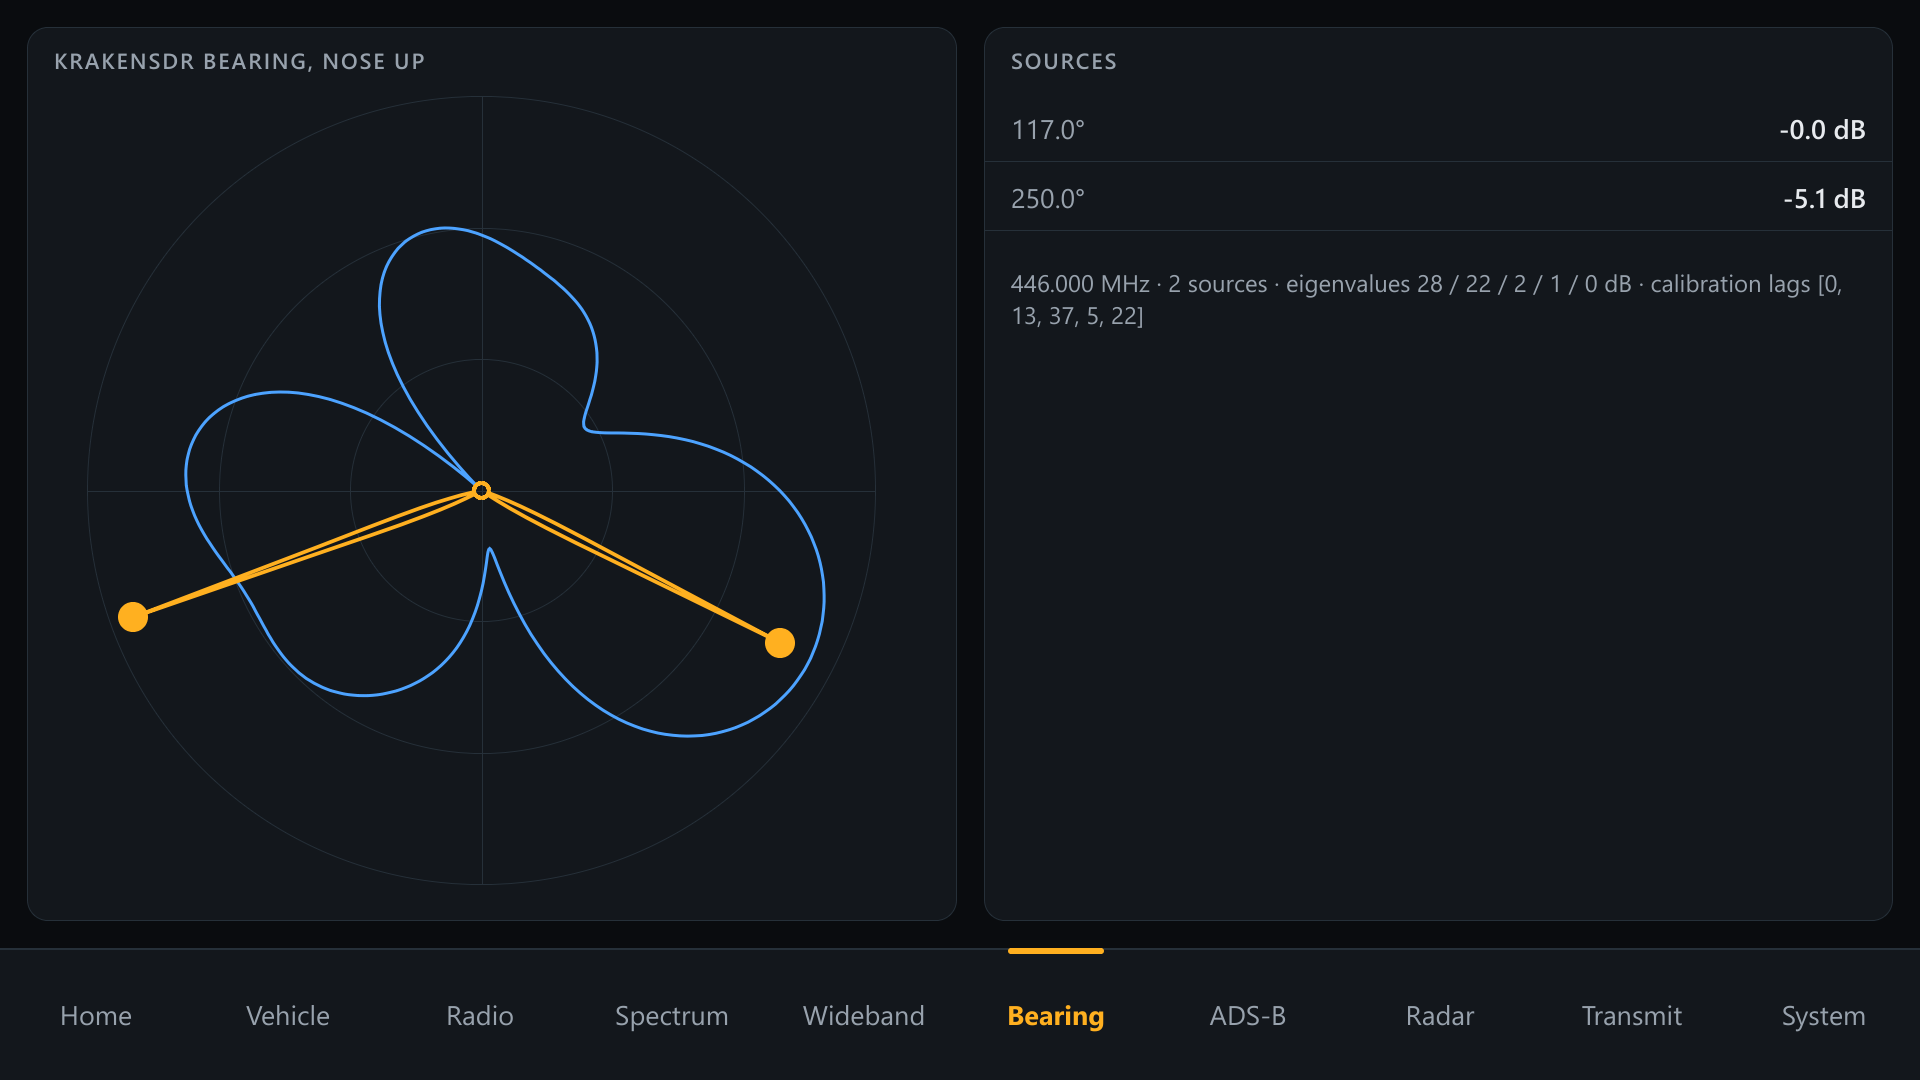 KRAKENSDR BEARING, NOSE UP
SOURCES
117.0° -0.0 dB
250.0° -5.1 dB
446.000 MHz · 2 sources · eigenvalues 28 / 22 / 2 / 1 / 0 dB · calibration lags [0,
13, 37, 5, 22]
Home Vehicle Radio Spectrum Wideband Bearing ADS-B Radar Transmit System